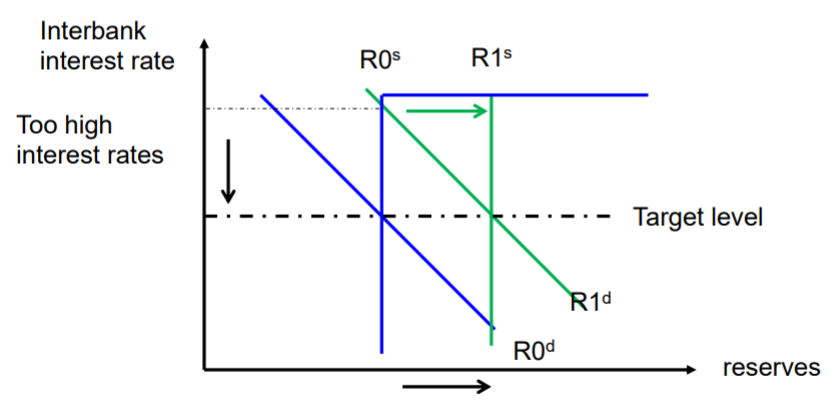 Interbank
interest rate
R0ˢ
R1ˢ
Too high
interest rates
Target level
R1ᵈ
R0ᵈ
reserves